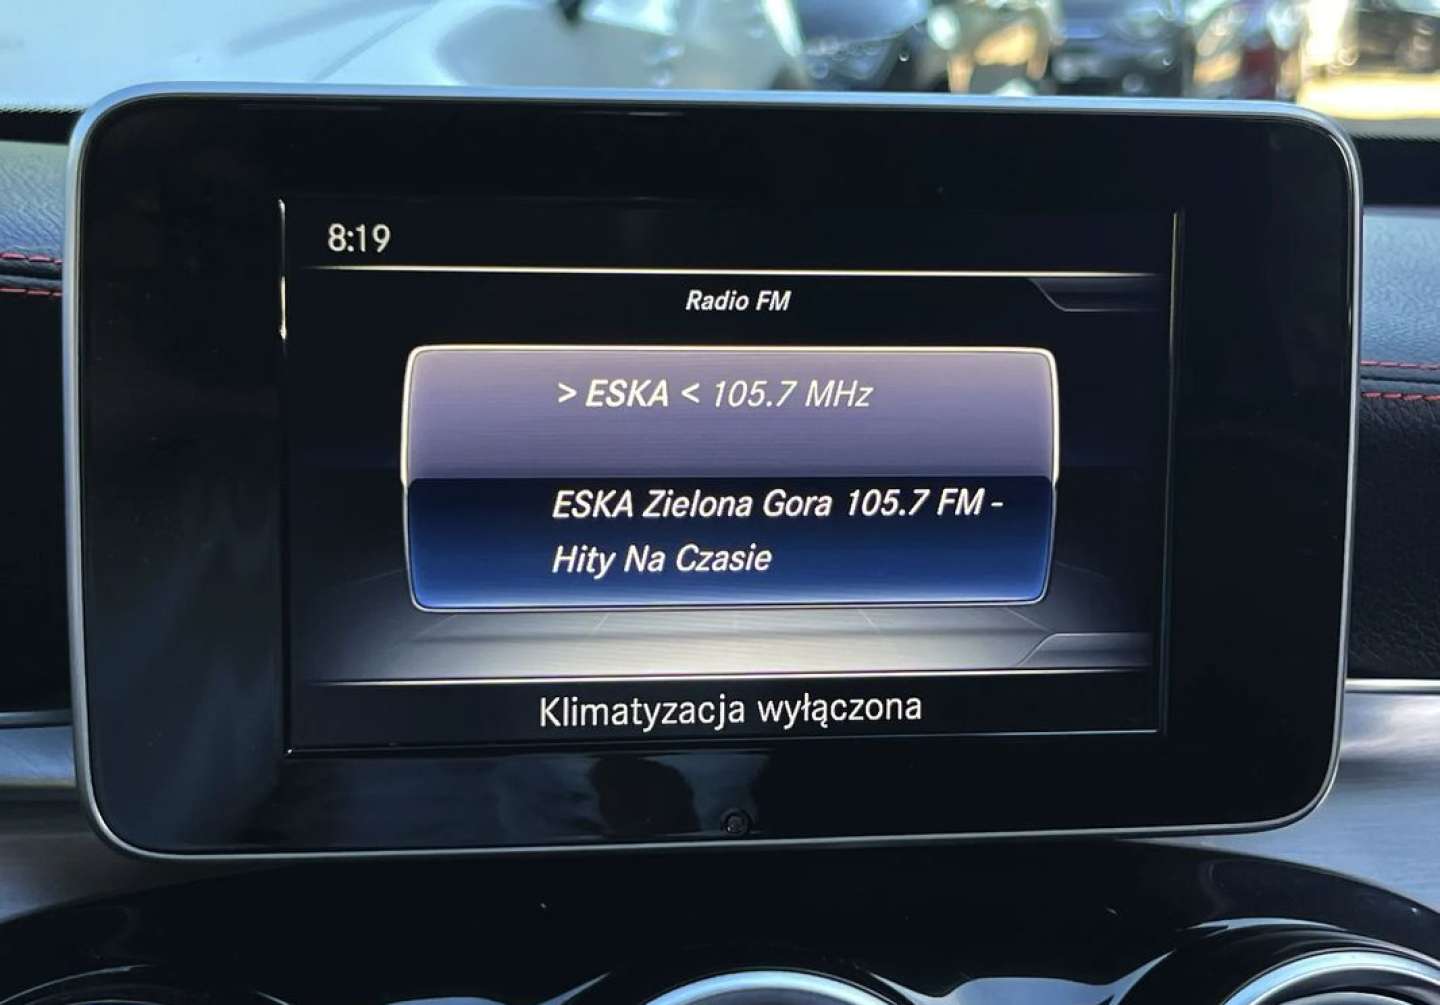 8:19
Radio FM
> ESKA < 105.7 MHz
ESKA Zielona Gora 105.7 FM -
Hity Na Czasie
Klimatyzacja wyłączona